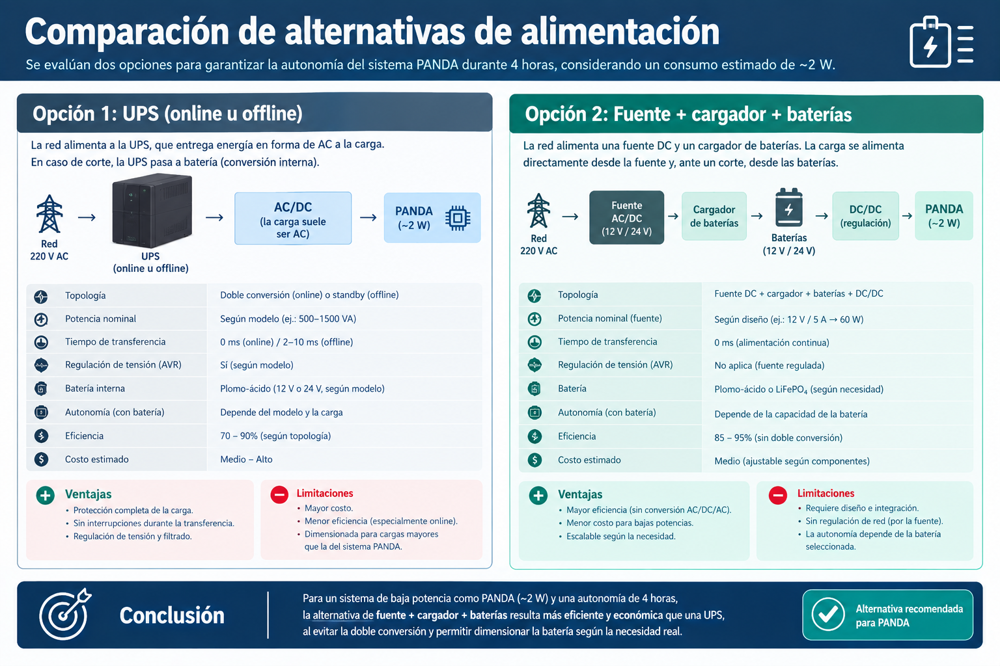 Comparación de alternativas de alimentación
Se evalúan dos opciones para garantizar la autonomía del sistema PANDA durante 4 horas, considerando un consumo estimado de ~2 W.
Opción 1: UPS (online u offline)
La red alimenta a la UPS, que entrega energía en forma de AC a la carga.
En caso de corte, la UPS pasa a batería (conversión interna).
Red
220 V AC
UPS
(online u offline)
AC/DC
(la carga suele
ser AC)
PANDA
(~2 W)
Topología
Doble conversión (online) o standby (offline)
Potencia nominal
Según modelo (ej.: 500–1500 VA)
Tiempo de transferencia
0 ms (online) / 2–10 ms (offline)
Regulación de tensión (AVR)
Sí (según modelo)
Batería interna
Plomo-ácido (12 V o 24 V, según modelo)
Autonomía (con batería)
Depende del modelo y la carga
Eficiencia
70 – 90% (según topología)
Costo estimado
Medio – Alto
Ventajas
• Protección completa de la carga.
• Sin interrupciones durante la transferencia.
• Regulación de tensión y filtrado.
Limitaciones
• Mayor costo.
• Menor eficiencia (especialmente online).
• Dimensionada para cargas mayores
que la del sistema PANDA.
Opción 2: Fuente + cargador + baterías
La red alimenta una fuente DC y un cargador de baterías. La carga se alimenta
directamente desde la fuente y, ante un corte, desde las baterías.
Red
220 V AC
Fuente
AC/DC
(12 V / 24 V)
Cargador
de baterías
Baterías
(12 V / 24 V)
DC/DC
(regulación)
PANDA
(~2 W)
Topología
Fuente DC + cargador + baterías + DC/DC
Potencia nominal (fuente)
Según diseño (ej.: 12 V / 5 A → 60 W)
Tiempo de transferencia
0 ms (alimentación continua)
Regulación de tensión (AVR)
No aplica (fuente regulada)
Batería
Plomo-ácido o LiFePO₄ (según necesidad)
Autonomía (con batería)
Depende de la capacidad de la batería
Eficiencia
85 – 95% (sin doble conversión)
Costo estimado
Medio (ajustable según componentes)
Ventajas
• Mayor eficiencia (sin conversión AC/DC/AC).
• Menor costo para bajas potencias.
• Escalable según la necesidad.
Limitaciones
• Requiere diseño e integración.
• Sin regulación de red (por la fuente).
• La autonomía depende de la batería
seleccionada.
Conclusión
Para un sistema de baja potencia como PANDA (~2 W) y una autonomía de 4 horas,
la alternativa de fuente + cargador + baterías resulta más eficiente y económica que una UPS,
al evitar la doble conversión y permitir dimensionar la batería según la necesidad real.
Alternativa recomendada
para PANDA